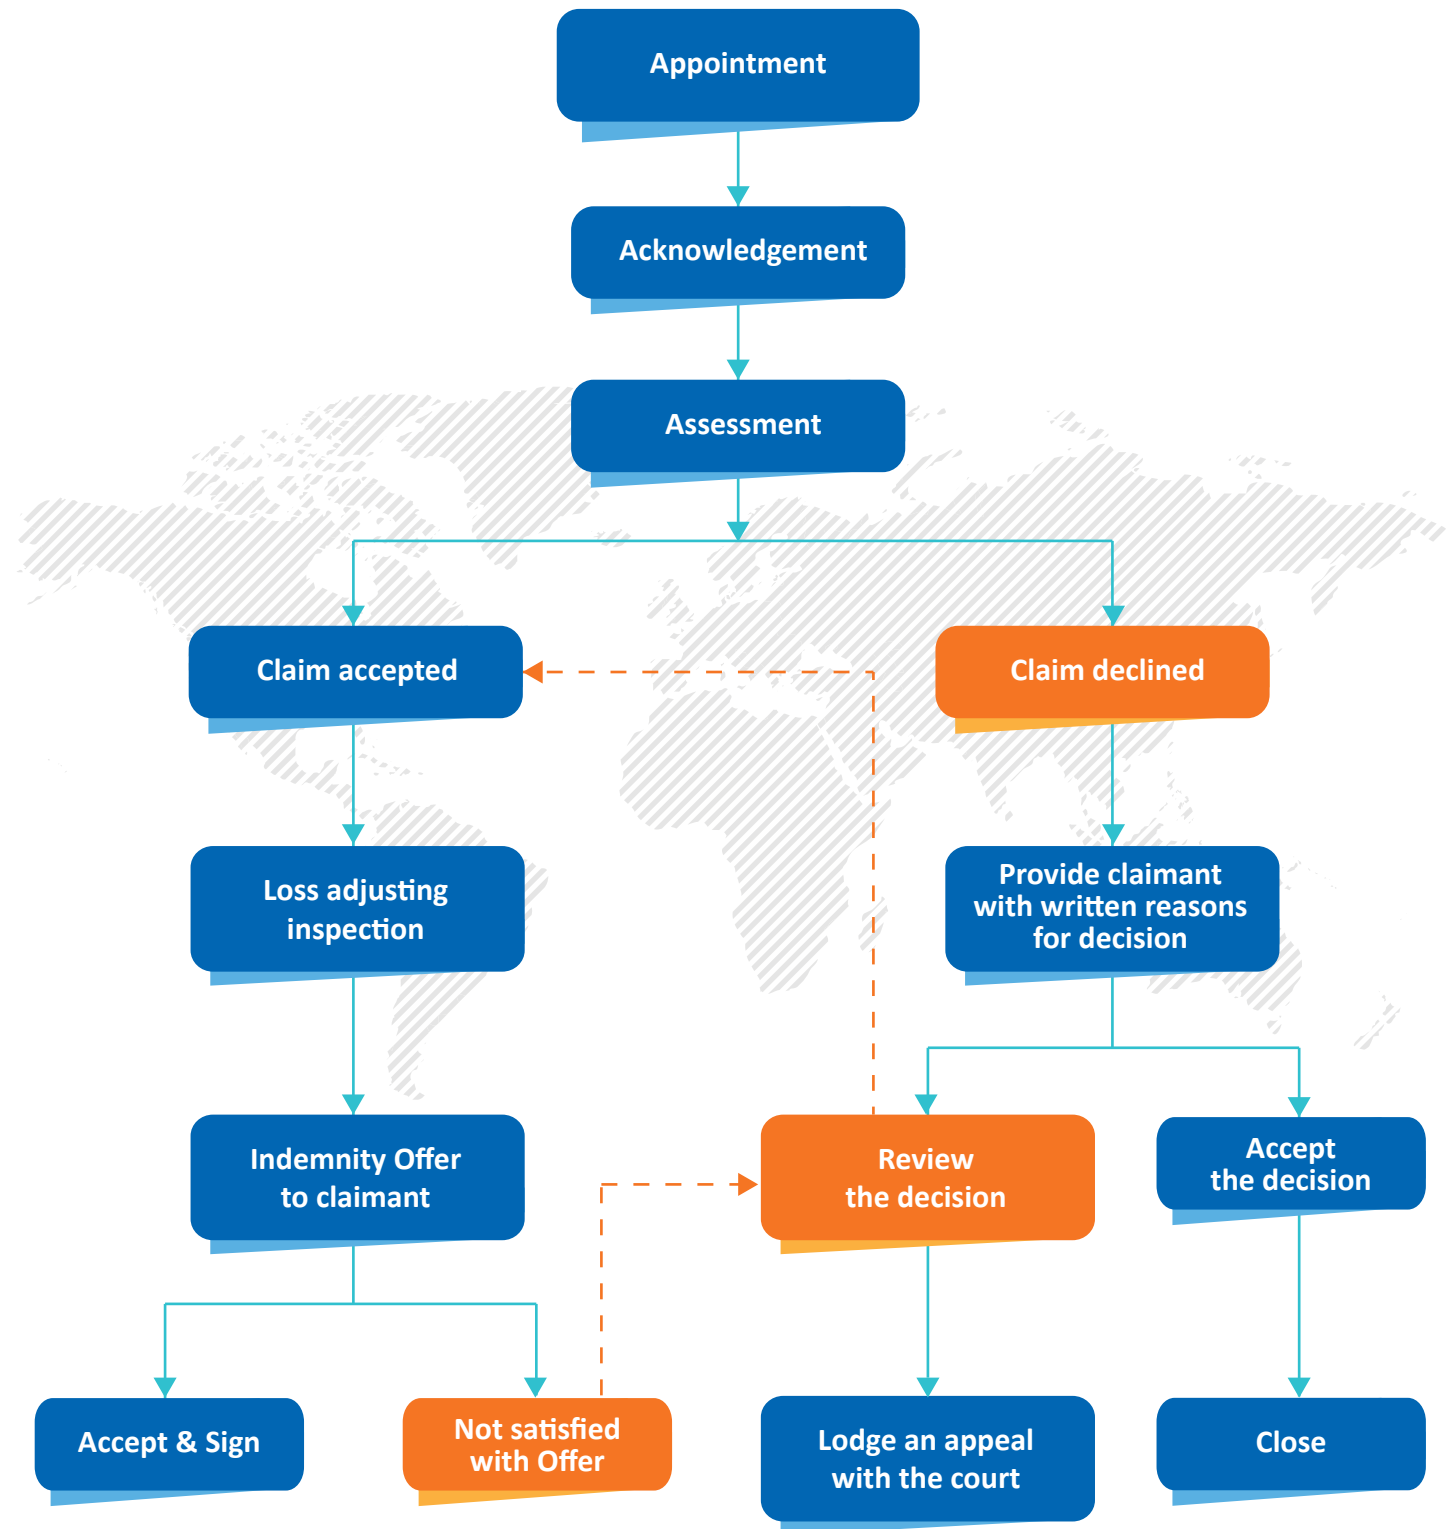 Appointment
Acknowledgement
Assessment
Claim accepted
Claim declined
Loss adjusting
inspection
Provide claimant
with written reasons
for decision
Indemnity Offer
to claimant
Review
the decision
Accept
the decision
Accept & Sign
Not satisfied
with Offer
Lodge an appeal
with the court
Close